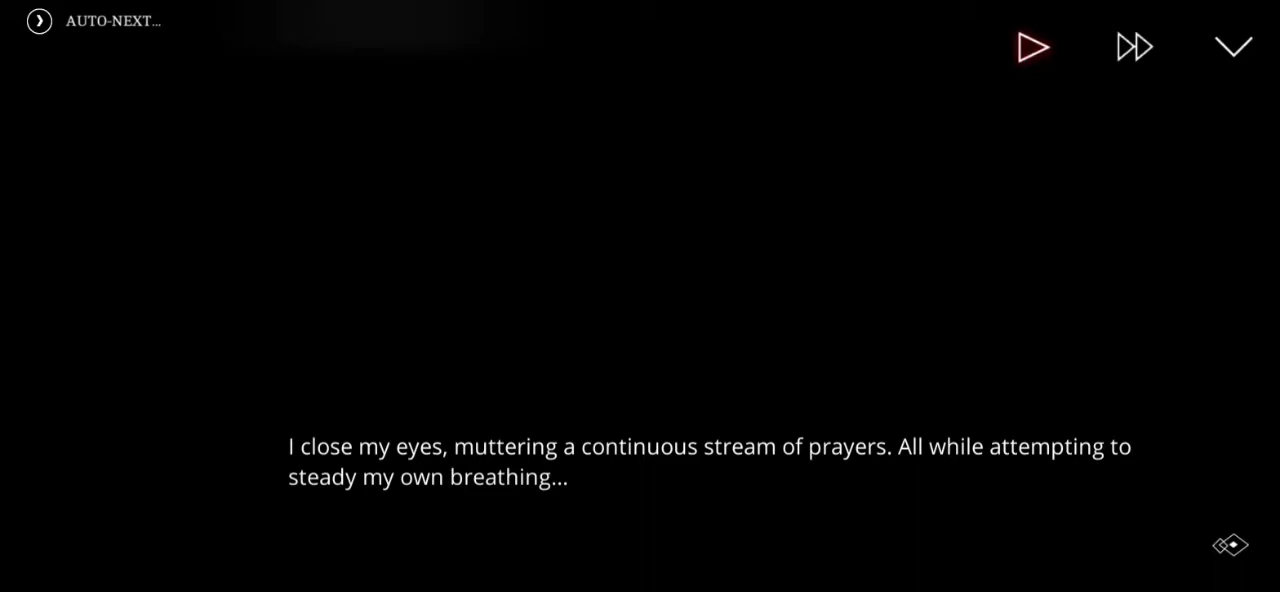 AUTO-NEXT...
I close my eyes, muttering a continuous stream of prayers. All while attempting to
steady my own breathing...